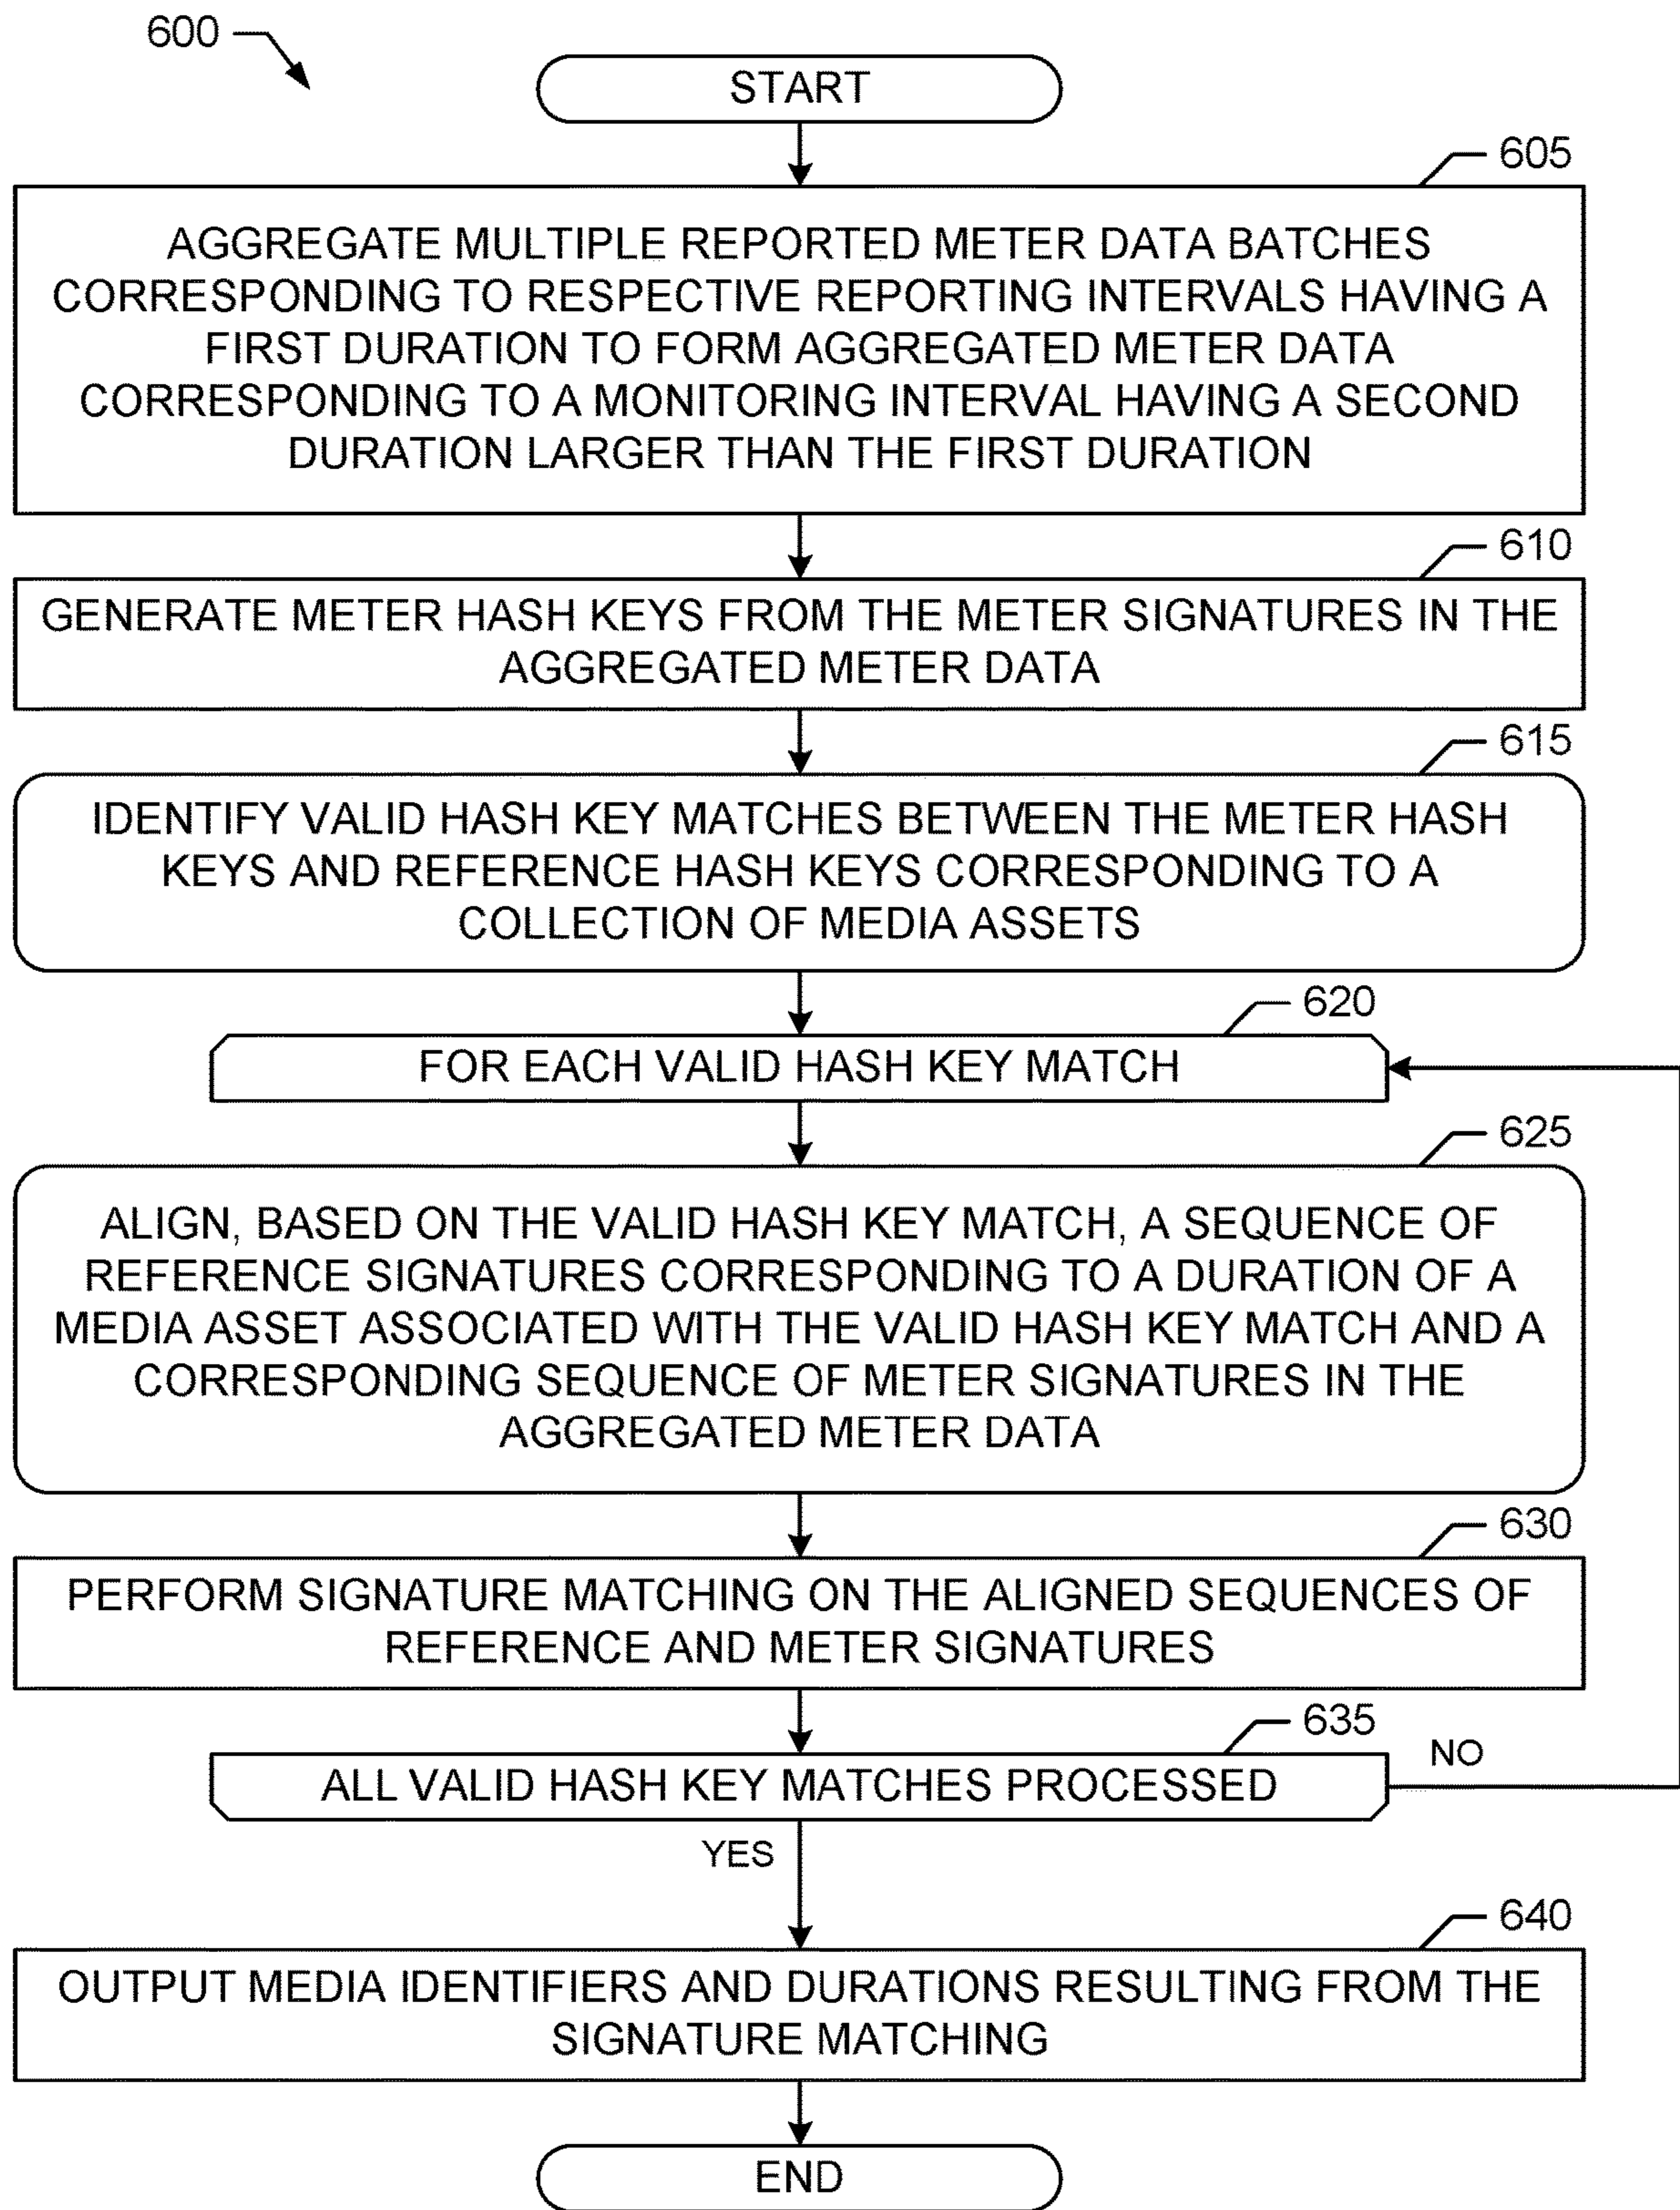 600
START
605
AGGREGATE MULTIPLE REPORTED METER DATA BATCHES
CORRESPONDING TO RESPECTIVE REPORTING INTERVALS HAVING A
FIRST DURATION TO FORM AGGREGATED METER DATA
CORRESPONDING TO A MONITORING INTERVAL HAVING A SECOND
DURATION LARGER THAN THE FIRST DURATION
610
GENERATE METER HASH KEYS FROM THE METER SIGNATURES IN THE
AGGREGATED METER DATA
615
IDENTIFY VALID HASH KEY MATCHES BETWEEN THE METER HASH
KEYS AND REFERENCE HASH KEYS CORRESPONDING TO A
COLLECTION OF MEDIA ASSETS
620
FOR EACH VALID HASH KEY MATCH
625
ALIGN, BASED ON THE VALID HASH KEY MATCH, A SEQUENCE OF
REFERENCE SIGNATURES CORRESPONDING TO A DURATION OF A
MEDIA ASSET ASSOCIATED WITH THE VALID HASH KEY MATCH AND A
CORRESPONDING SEQUENCE OF METER SIGNATURES IN THE
AGGREGATED METER DATA
630
PERFORM SIGNATURE MATCHING ON THE ALIGNED SEQUENCES OF
REFERENCE AND METER SIGNATURES
635
ALL VALID HASH KEY MATCHES PROCESSED
NO
YES
640
OUTPUT MEDIA IDENTIFIERS AND DURATIONS RESULTING FROM THE
SIGNATURE MATCHING
END